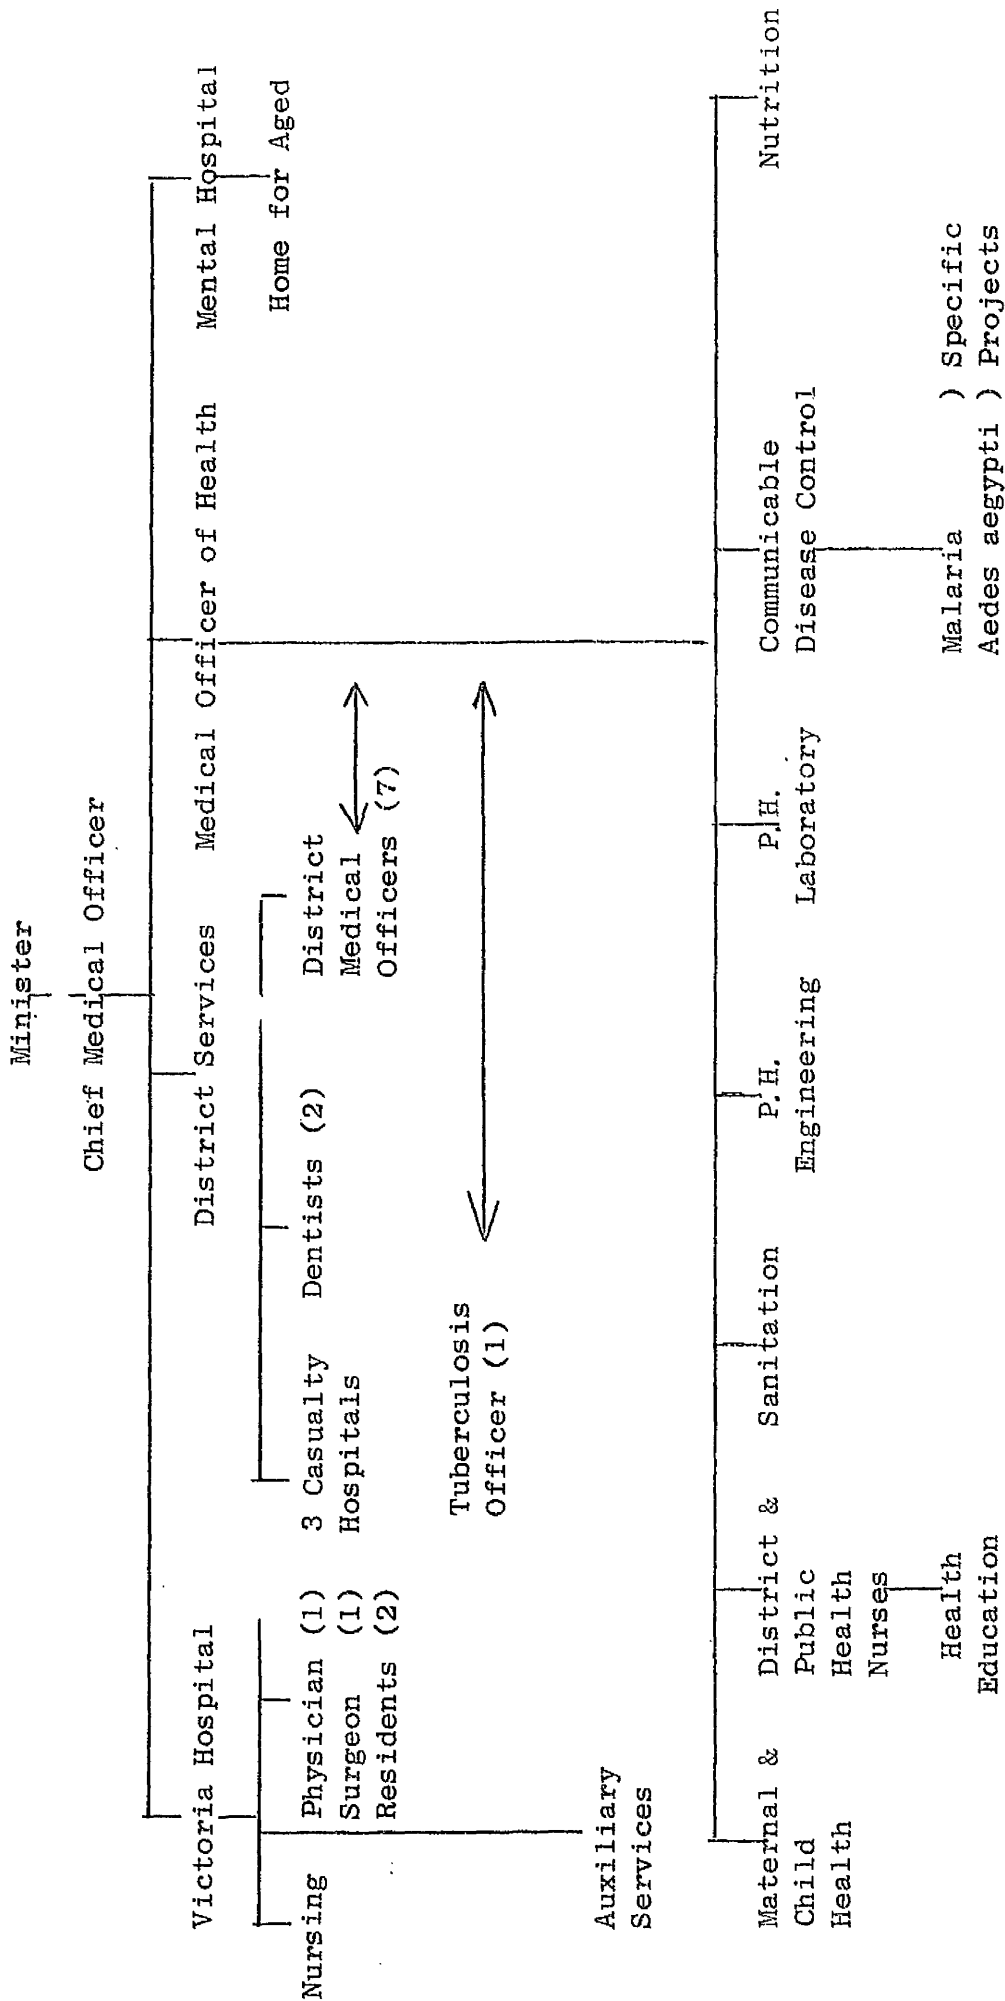 Minister
Chief Medical Officer
Victoria Hospital
District Services
Medical Officer of Health
Mental Hospital
Home for Aged
Nursing
Physician (1)
Surgeon (1)
Residents (2)
3 Casualty
Hospitals
Dentists (2)
District
Medical
Officers (7)
Tuberculosis
Officer (1)
Auxiliary
Services
Maternal &
Child
Health
District &
Public
Health
Nurses
Health
Education
Sanitation
P.H.
Engineering
P.H.
Laboratory
Communicable
Disease Control
Malaria ) Specific
Aedes aegypti ) Projects
Nutrition